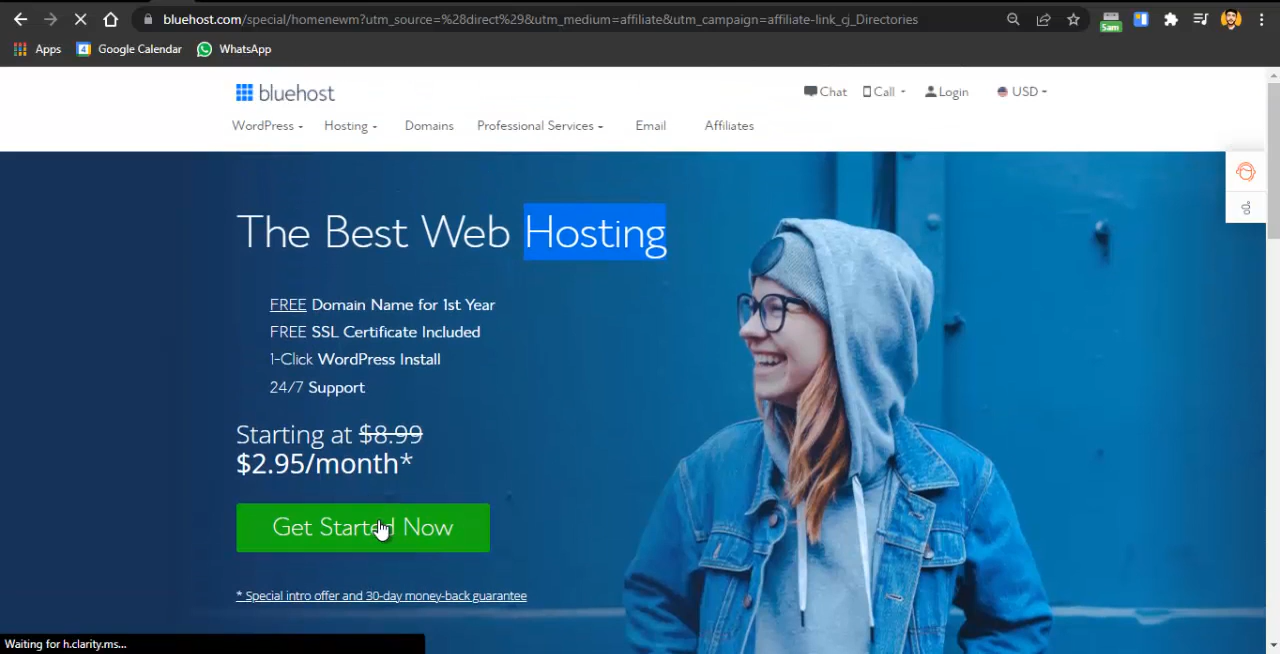 bluehost.com/special/homenewm?utm_source=%28direct%29&utm_medium=affiliate&utm_campaign=affiliate-link_cj_Directories
5am
Apps
4
Google Calendar
WhatsApp
bluehost
Chat
Call
Login
USD
WordPress
Hosting
Domains
Professional Services
Email
Affiliates
The Best Web Hosting
FREE Domain Name for 1st Year
FREE SSL Certificate Included
1-Click WordPress Install
24/7 Support
Starting at $8.99
$2.95/month*
Get Started Now
* Special intro offer and 30-day money-back guarantee
Waiting for h.clarity.ms...